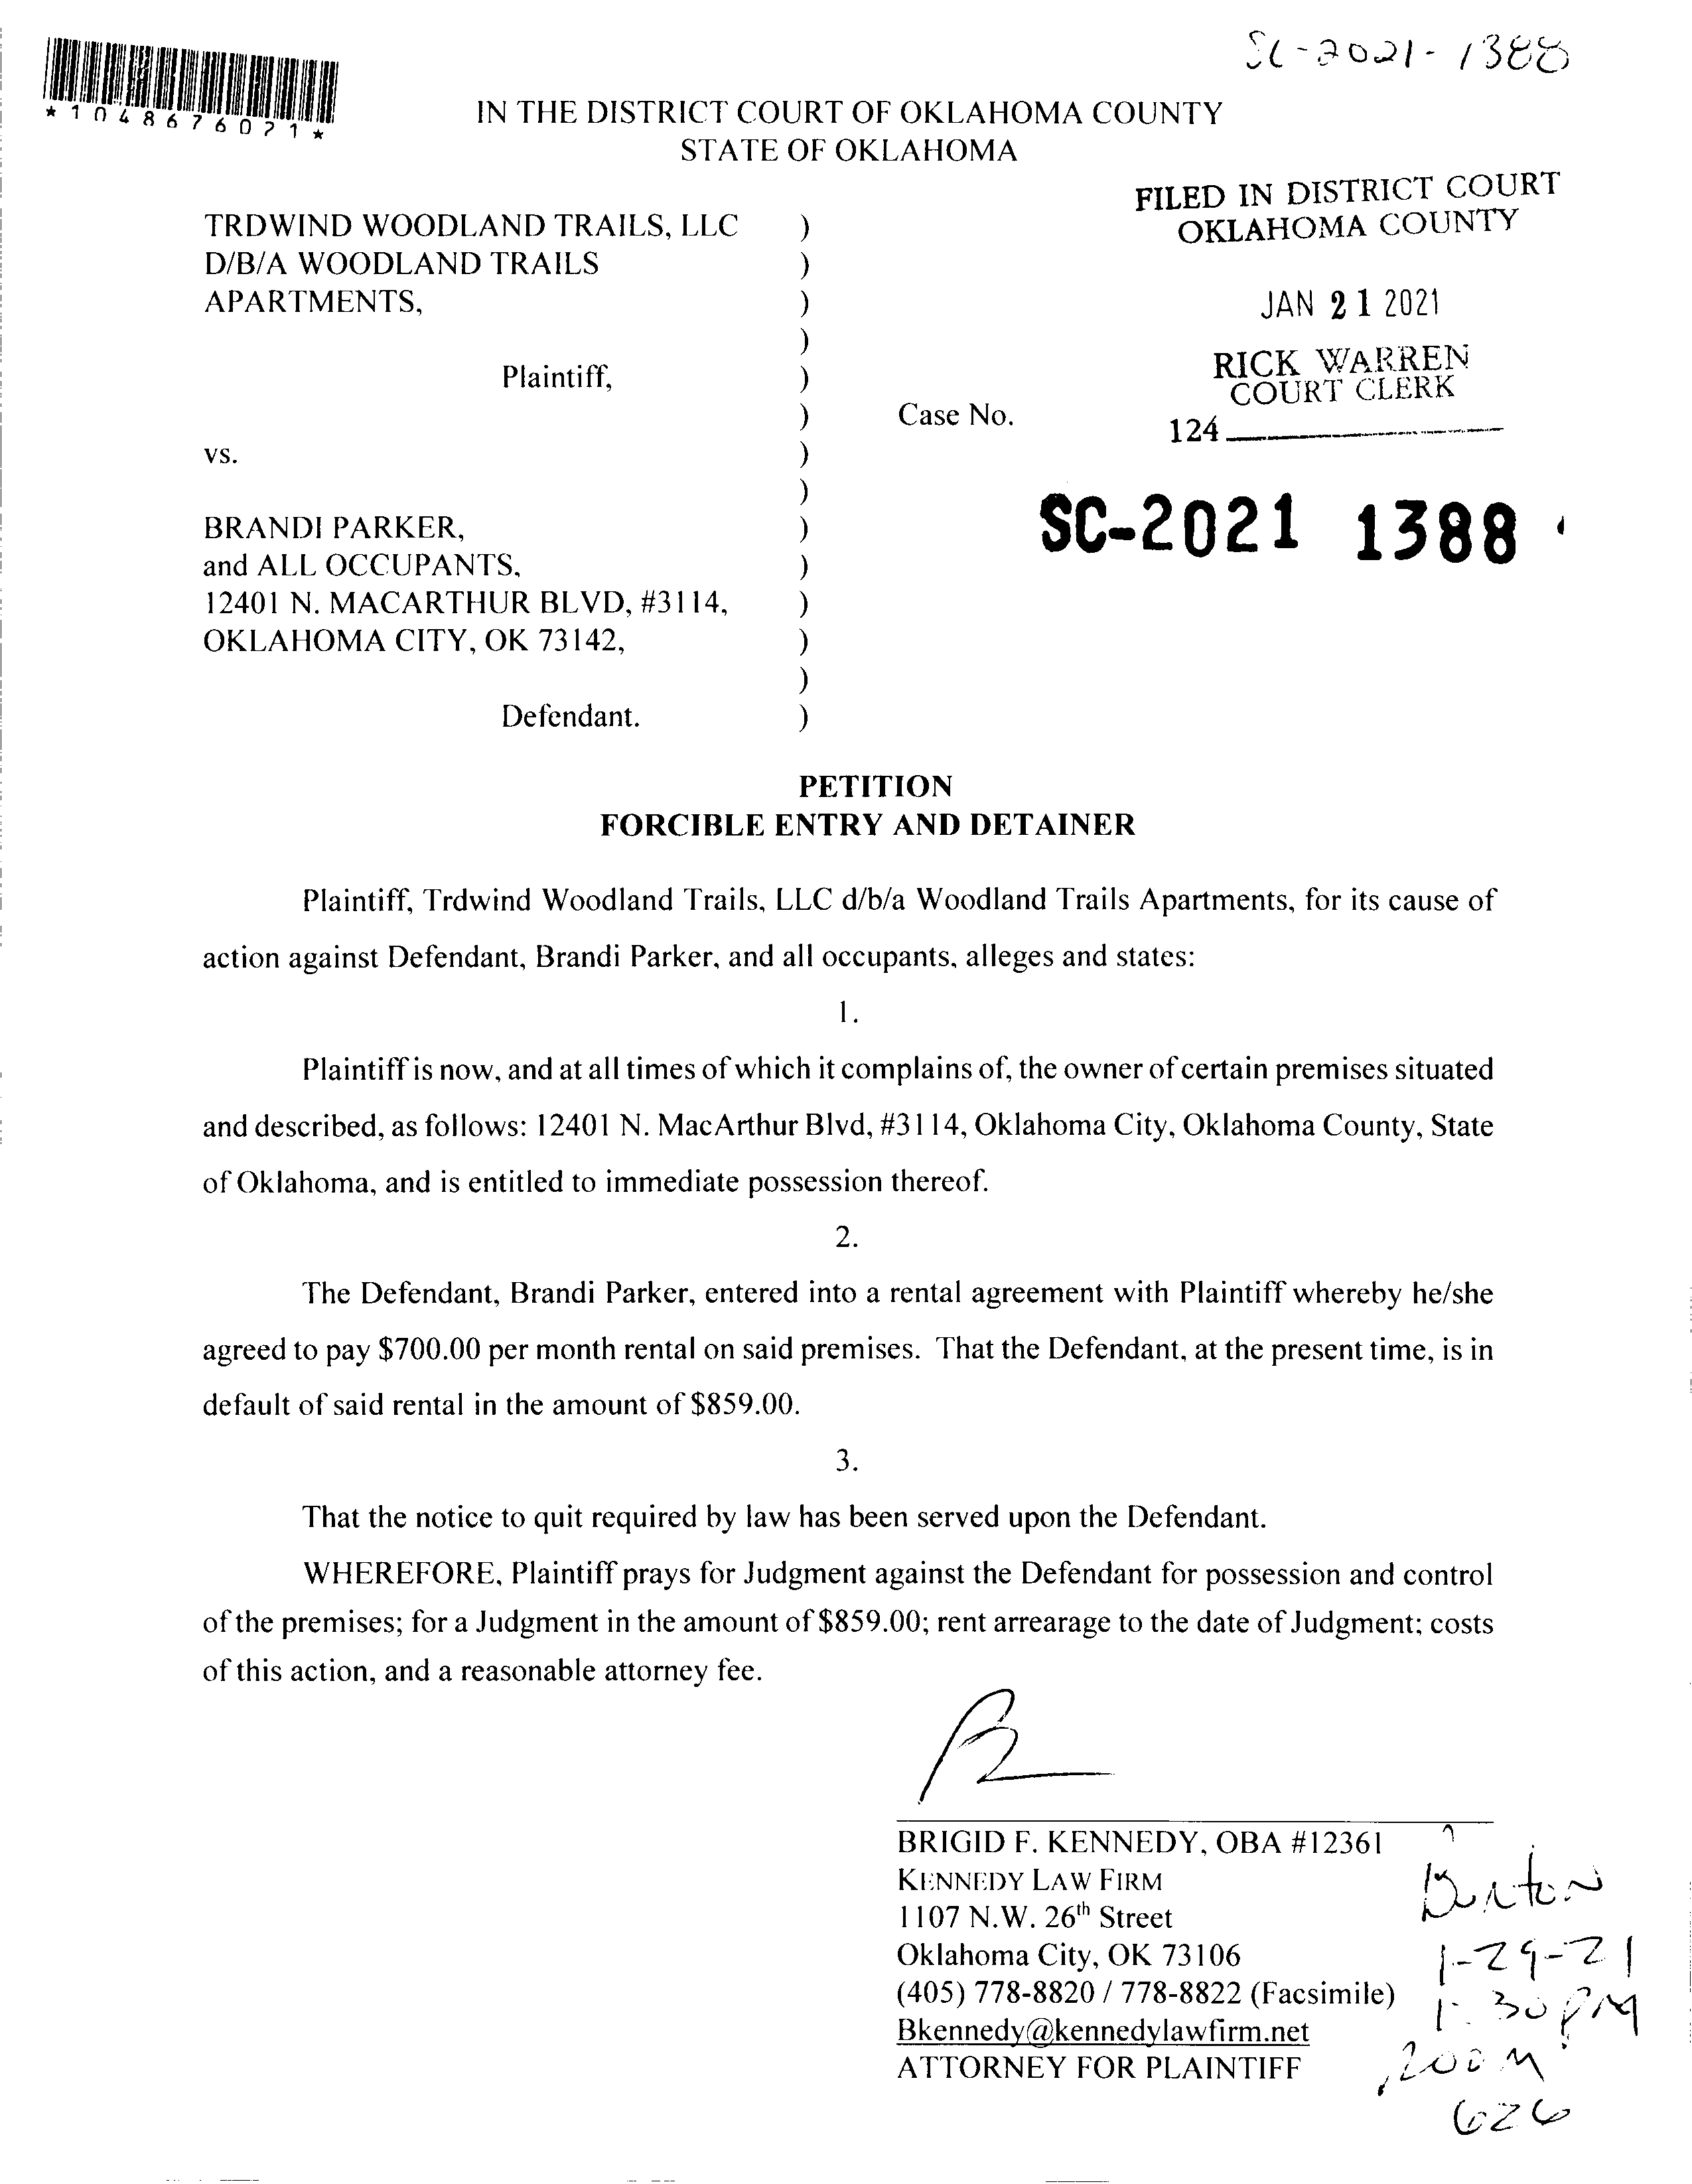 SC-2021-1388
*1048676021*
IN THE DISTRICT COURT OF OKLAHOMA COUNTY
STATE OF OKLAHOMA
FILED IN DISTRICT COURT
OKLAHOMA COUNTY
JAN 21 2021
RICK WARREN
COURT CLERK
124
TRDWIND WOODLAND TRAILS, LLC )
D/B/A WOODLAND TRAILS )
APARTMENTS, )
)
Plaintiff, )
) Case No.
vs. )
)
SC-2021 1388
BRANDI PARKER, )
and ALL OCCUPANTS, )
12401 N. MACARTHUR BLVD, #3114, )
OKLAHOMA CITY, OK 73142, )
)
Defendant. )
PETITION
FORCIBLE ENTRY AND DETAINER
Plaintiff, Trdwind Woodland Trails, LLC d/b/a Woodland Trails Apartments, for its cause of
action against Defendant, Brandi Parker, and all occupants, alleges and states:
1.
Plaintiff is now, and at all times of which it complains of, the owner of certain premises situated
and described, as follows: 12401 N. MacArthur Blvd, #3114, Oklahoma City, Oklahoma County, State
of Oklahoma, and is entitled to immediate possession thereof.
2.
The Defendant, Brandi Parker, entered into a rental agreement with Plaintiff whereby he/she
agreed to pay $700.00 per month rental on said premises. That the Defendant, at the present time, is in
default of said rental in the amount of $859.00.
3.
That the notice to quit required by law has been served upon the Defendant.
WHEREFORE, Plaintiff prays for Judgment against the Defendant for possession and control
of the premises; for a Judgment in the amount of $859.00; rent arrearage to the date of Judgment; costs
of this action, and a reasonable attorney fee.
BRIGID F. KENNEDY, OBA #12361
KENNEDY LAW FIRM
1107 N.W. 26th Street
Oklahoma City, OK 73106
(405) 778-8820 / 778-8822 (Facsimile)
Bkennedy@kennedylawfirm.net
ATTORNEY FOR PLAINTIFF
1-29-21
1:30 PM
626